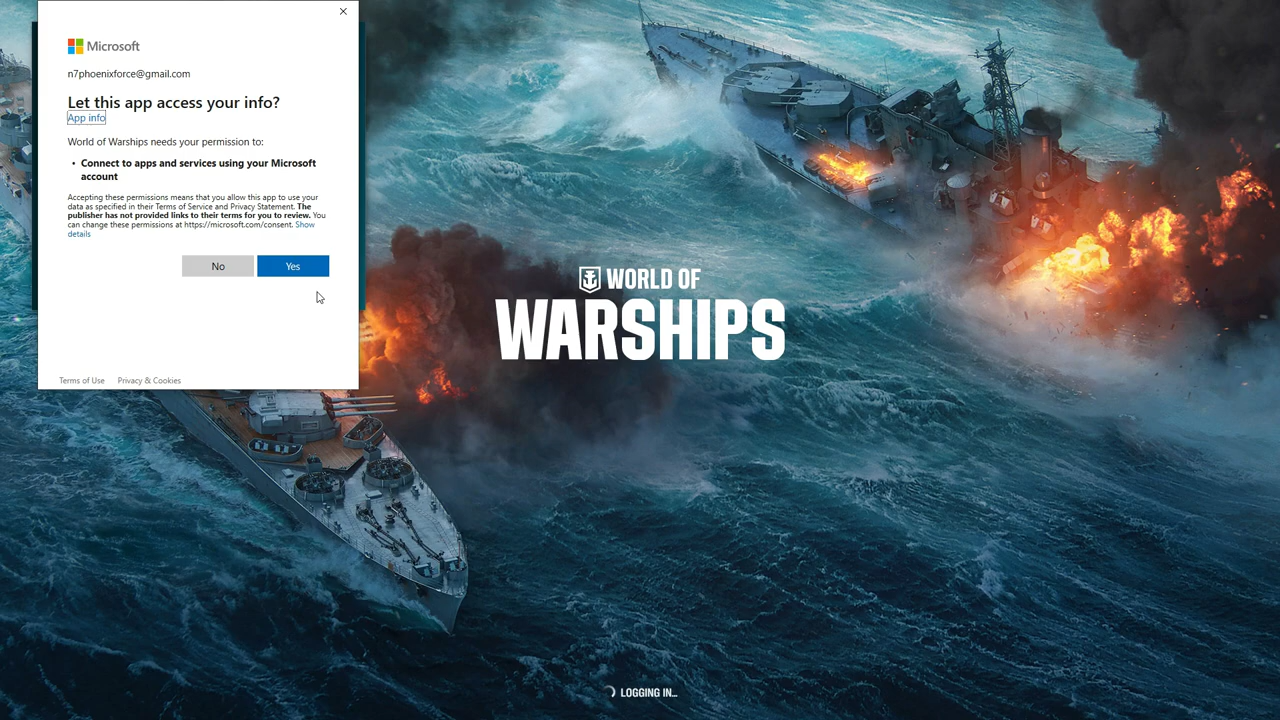 Microsoft
n7phoenixforce@gmail.com
Let this app access your info?
App info
World of Warships needs your permission to:
• Connect to apps and services using your Microsoft
account
Accepting these permissions means that you allow this app to use your
data as specified in their Terms of Service and Privacy Statement. The
publisher has not provided links to their terms for you to review. You
can change these permissions at https://microsoft.com/consent. Show
details
No
Yes
Terms of Use
Privacy & Cookies
WORLD OF
WARSHIPS
LOGGING IN...